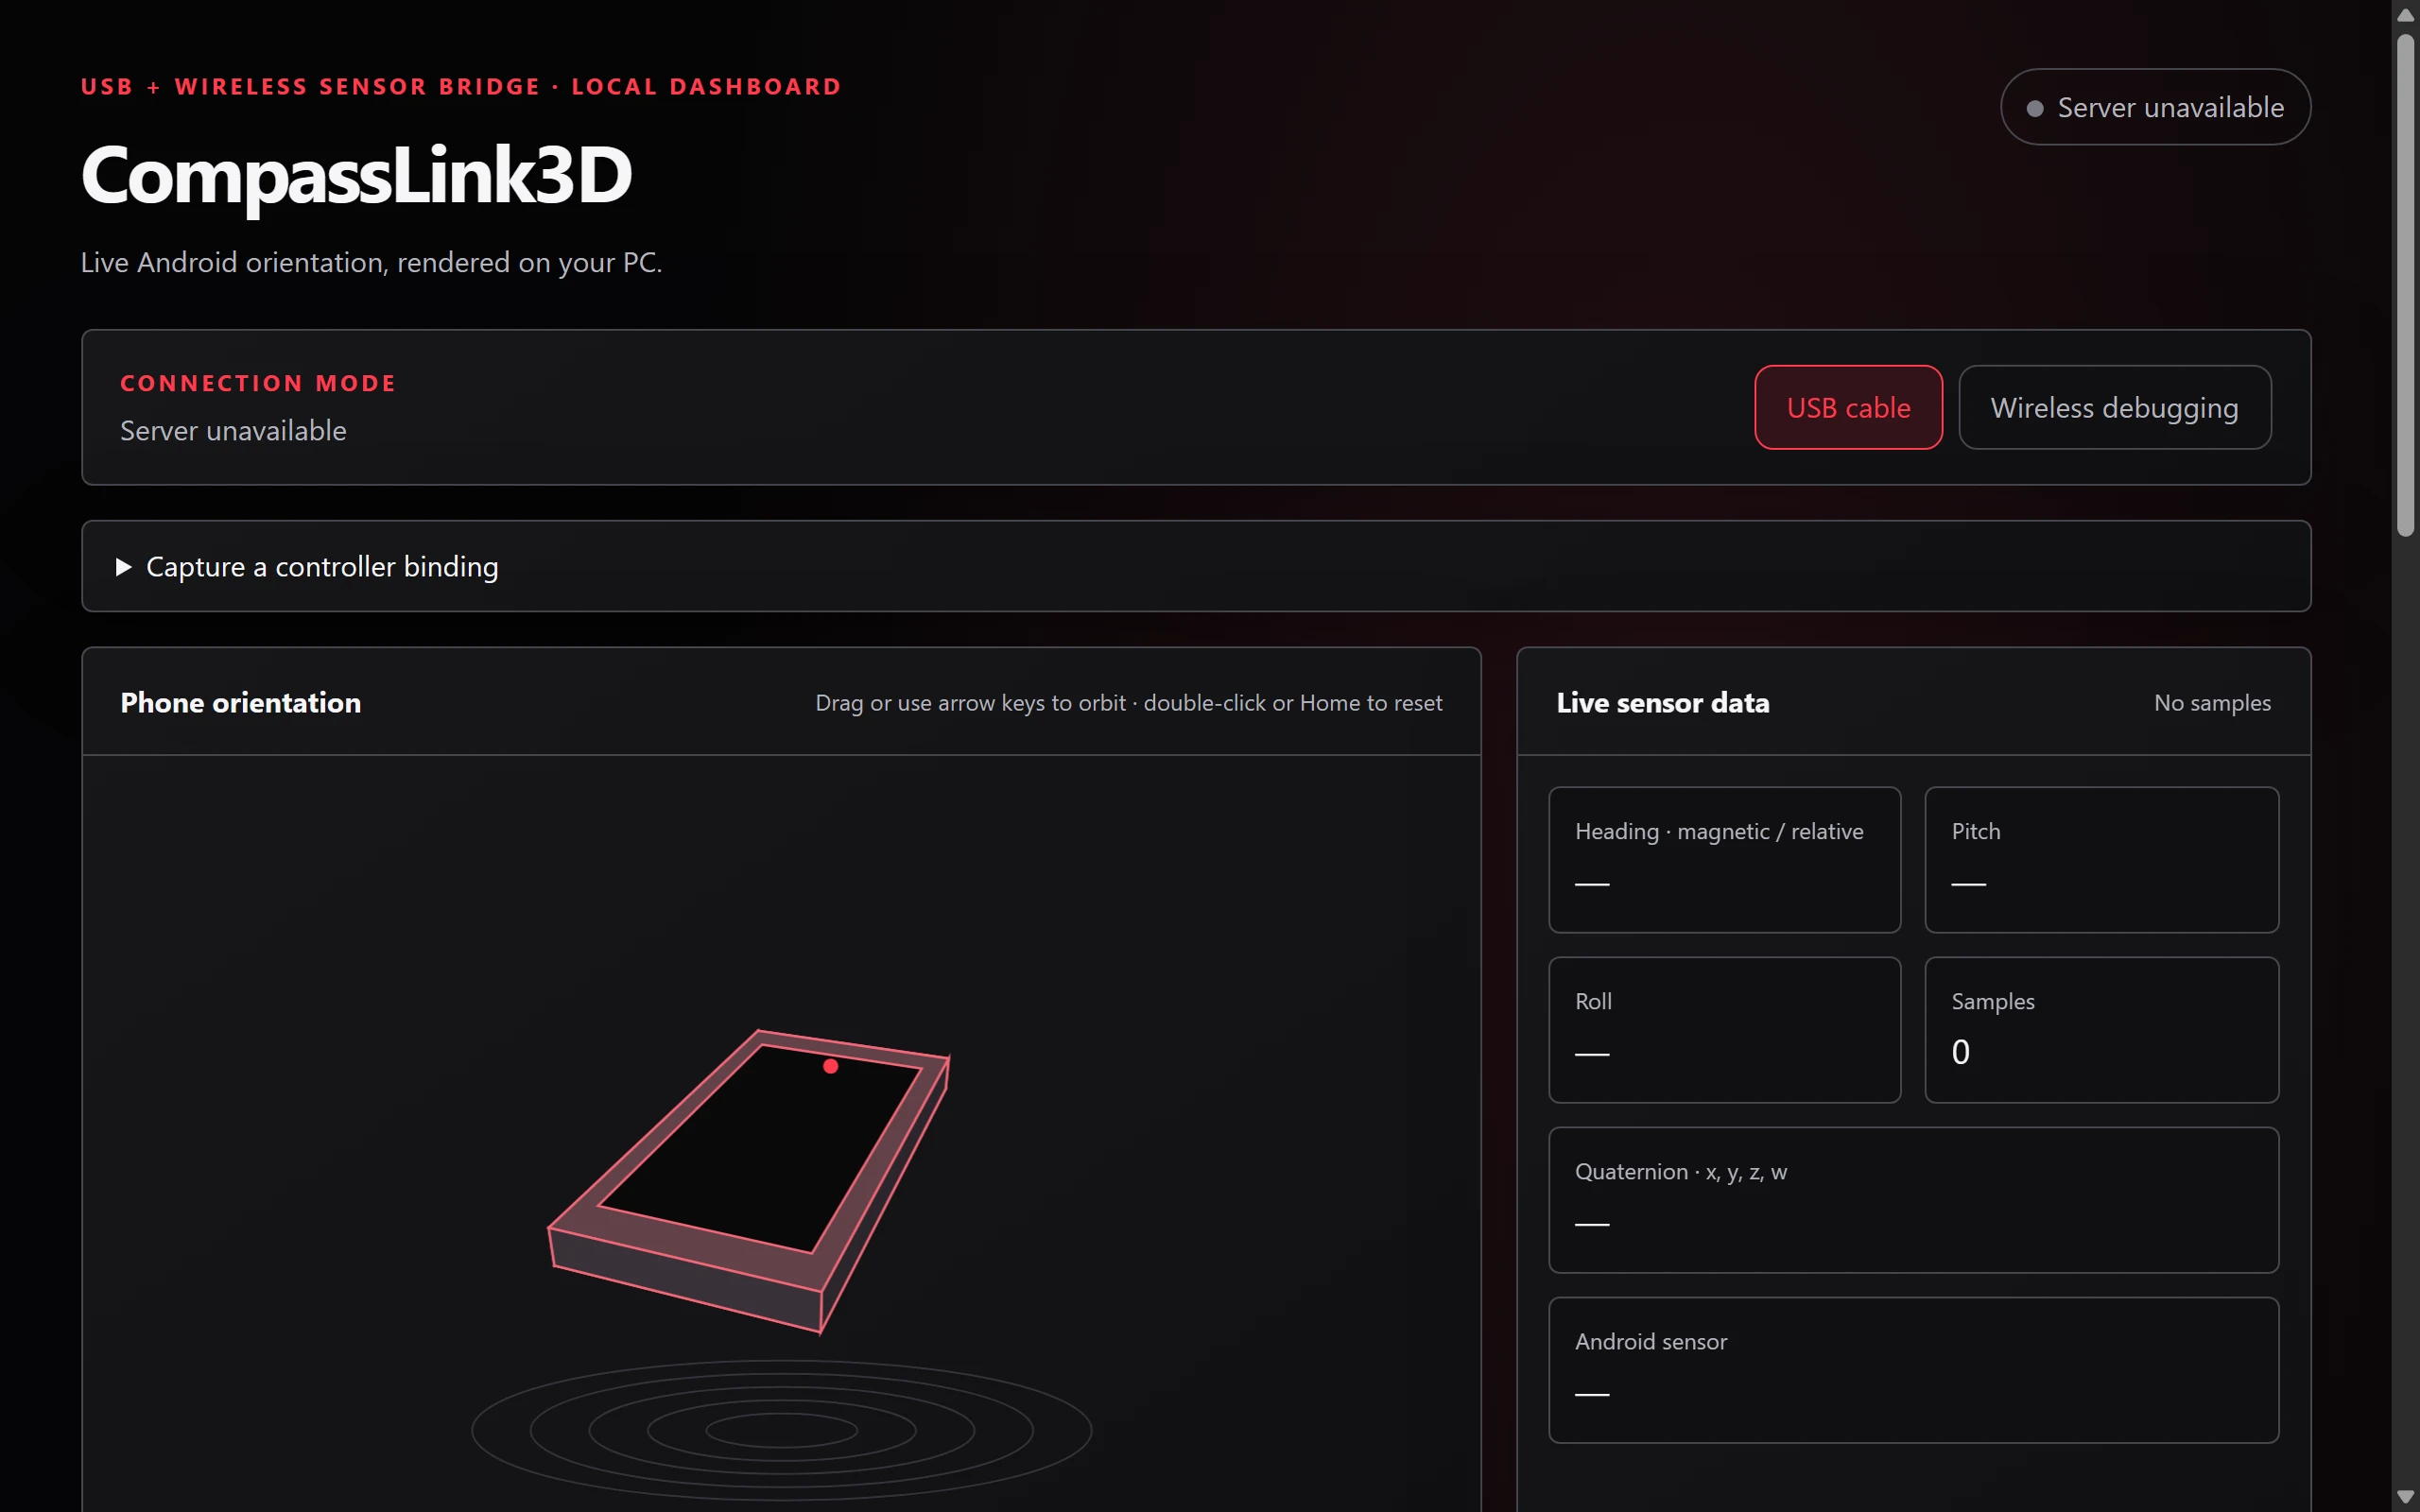 USB + WIRELESS SENSOR BRIDGE · LOCAL DASHBOARD
Server unavailable
CompassLink3D
Live Android orientation, rendered on your PC.
CONNECTION MODE
Server unavailable
USB cable
Wireless debugging
Capture a controller binding
Phone orientation
Drag or use arrow keys to orbit · double-click or Home to reset
Live sensor data
No samples
Heading · magnetic / relative
—
Pitch
—
Roll
—
Samples
0
Quaternion · x, y, z, w
—
Android sensor
—